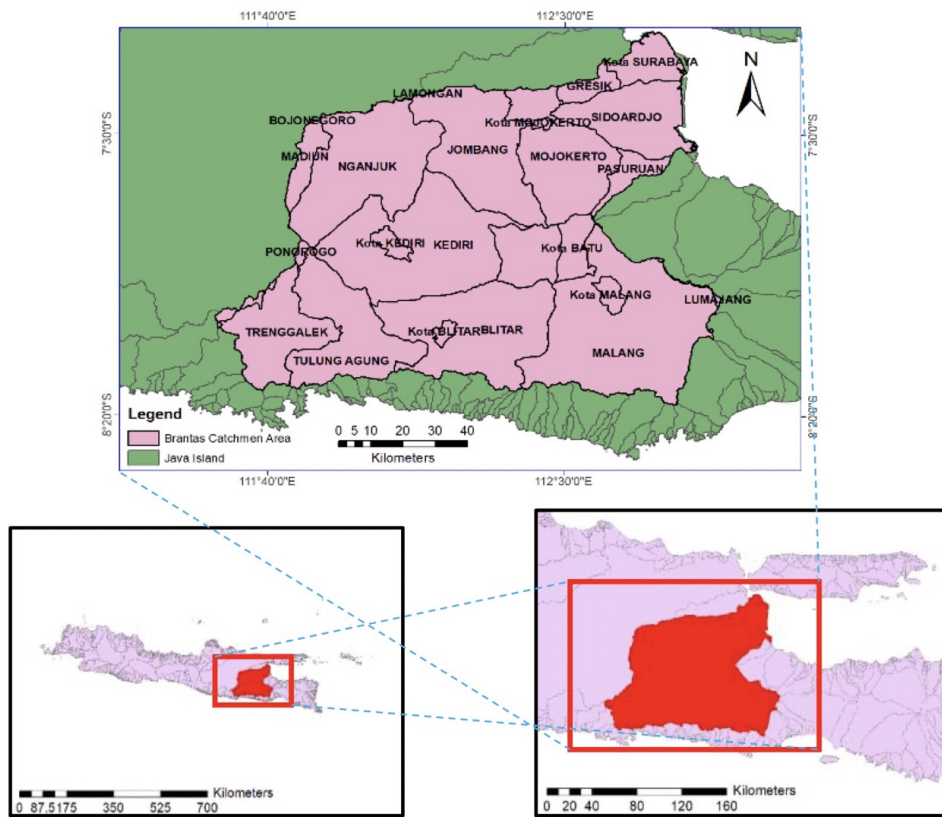 111°40'0"E 112°30'0"E
N
Kota SURABAYA
GRESIK
LAMONGAN
SIDOARDJO
BOJONEGORO
Kota MOJOKERTO
7°30'0"S 7°30'0"S
MADIUN
NGANJUK
JOMBANG
MOJOKERTO
PASURUAN
Kota KEDIRI
KEDIRI
Kota BATU
PONOROGO
Kota MALANG
LUMAJANG
TRENGGALEK
Kota BLITAR
BLITAR
TULUNG AGUNG
MALANG
8°20'0"S 8°20'0"S
Legend
Brantas Catchmen Area
Java Island
0 5 10 20 30 40
Kilometers
111°40'0"E 112°30'0"E
Kilometers
0 87.5175 350 525 700
Kilometers
0 20 40 80 120 160